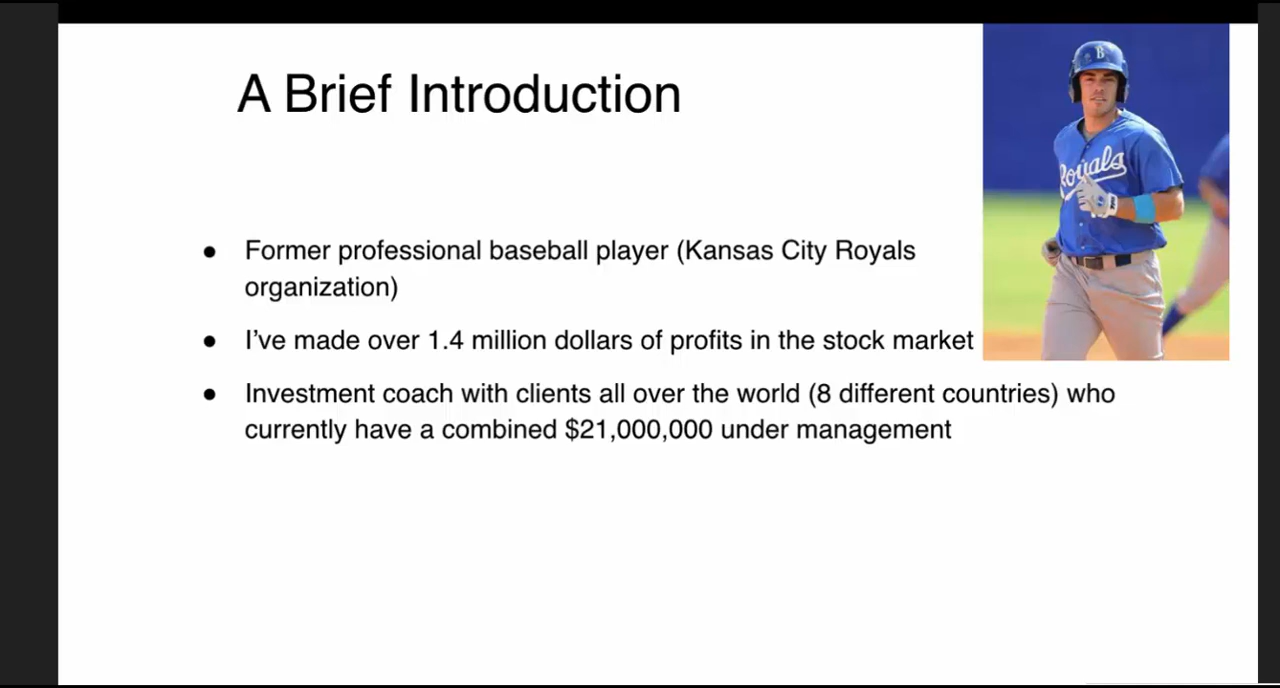 A Brief Introduction
● Former professional baseball player (Kansas City Royals
organization)
● I've made over 1.4 million dollars of profits in the stock market
● Investment coach with clients all over the world (8 different countries) who
currently have a combined $21,000,000 under management
B
Royals